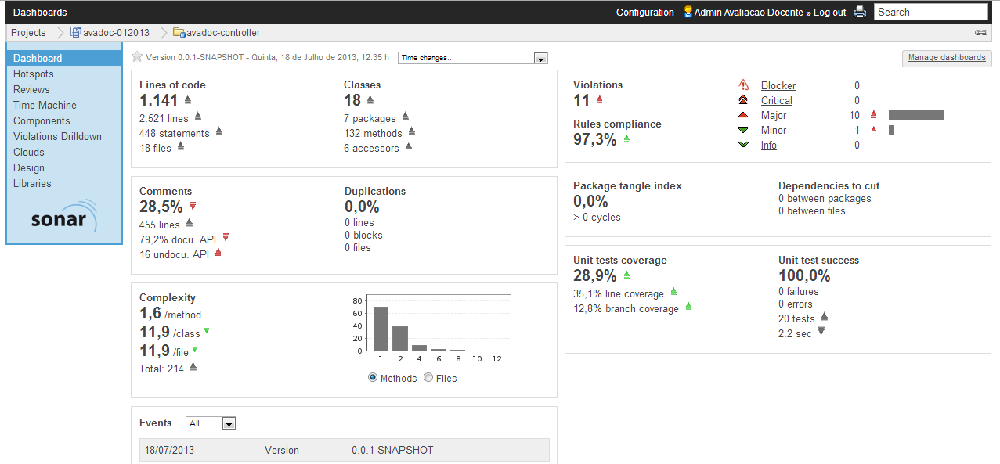 Dashboards
Configuration Admin Avaliacao Docente » Log out Search
Projects avadoc-012013 avadoc-controller
Dashboard
Hotspots
Reviews
Time Machine
Components
Violations Drilldown
Clouds
Design
Libraries
sonar
Version 0.0.1-SNAPSHOT - Quinta, 18 de Julho de 2013, 12:35 h Time changes...
Manage dashboards
Lines of code
1.141
2.521 lines
448 statements
18 files
Classes
18
7 packages
132 methods
6 accessors
Comments
28,5%
455 lines
79,2% docu. API
16 undocu. API
Duplications
0,0%
0 lines
0 blocks
0 files
Complexity
1,6 /method
11,9 /class
11,9 /file
Total: 214
80
60
40
20
0
1 2 4 6 8 10 12
Methods Files
Events All
18/07/2013 Version 0.0.1-SNAPSHOT
Violations
11
Rules compliance
97,3%
Blocker 0
Critical 0
Major 10
Minor 1
Info 0
Package tangle index
0,0%
> 0 cycles
Dependencies to cut
0 between packages
0 between files
Unit tests coverage
28,9%
35,1% line coverage
12,8% branch coverage
Unit test success
100,0%
0 failures
0 errors
20 tests
2.2 sec